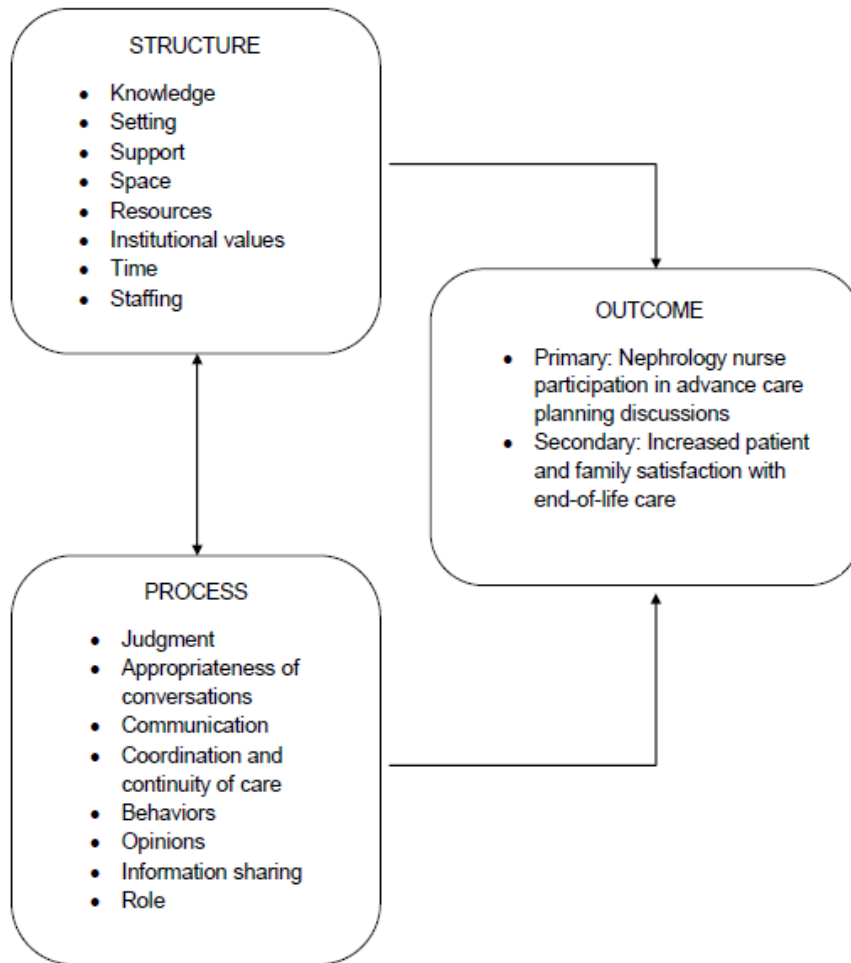 STRUCTURE
• Knowledge
• Setting
• Support
• Space
• Resources
• Institutional values
• Time
• Staffing
OUTCOME
• Primary: Nephrology nurse
participation in advance care
planning discussions
• Secondary: Increased patient
and family satisfaction with
end-of-life care
PROCESS
• Judgment
• Appropriateness of
conversations
• Communication
• Coordination and
continuity of care
• Behaviors
• Opinions
• Information sharing
• Role